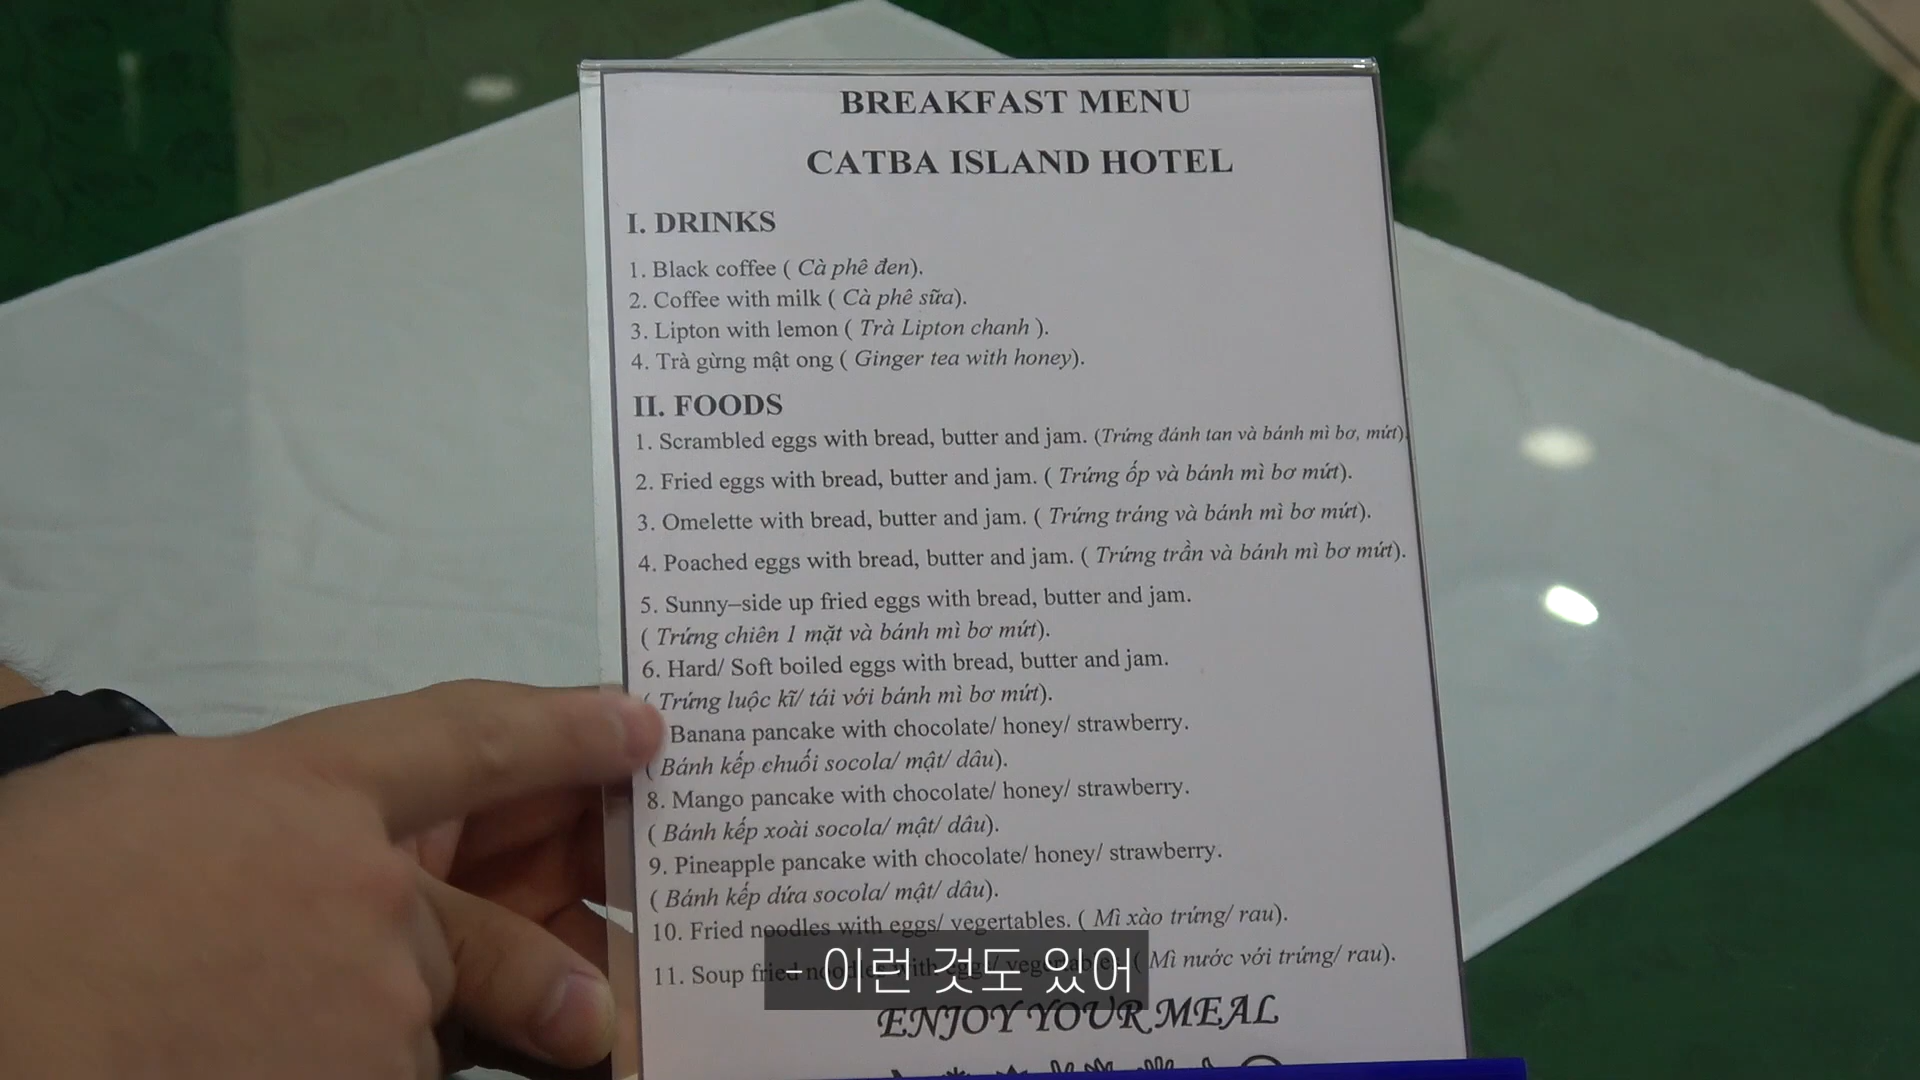 BREAKFAST MENU
CATBA ISLAND HOTEL
I. DRINKS
1. Black coffee ( Cà phê đen).
2. Coffee with milk ( Cà phê sữa).
3. Lipton with lemon ( Trà Lipton chanh ).
4. Trà gừng mật ong ( Ginger tea with honey).
II. FOODS
1. Scrambled eggs with bread, butter and jam. (Trứng đánh tan và bánh mì bơ, mứt).
2. Fried eggs with bread, butter and jam. ( Trứng ốp và bánh mì bơ mứt).
3. Omelette with bread, butter and jam. ( Trứng tráng và bánh mì bơ mứt).
4. Poached eggs with bread, butter and jam. ( Trứng trần và bánh mì bơ mứt).
5. Sunny–side up fried eggs with bread, butter and jam.
( Trứng chiên 1 mặt và bánh mì bơ mứt).
6. Hard/ Soft boiled eggs with bread, butter and jam.
( Trứng luộc kĩ/ tái với bánh mì bơ mứt).
Banana pancake with chocolate/ honey/ strawberry.
( Bánh kếp chuối socola/ mật/ dâu).
8. Mango pancake with chocolate/ honey/ strawberry.
( Bánh kếp xoài socola/ mật/ dâu).
9. Pineapple pancake with chocolate/ honey/ strawberry.
( Bánh kếp dứa socola/ mật/ dâu).
10. Fried noodles with eggs/ vegertables. ( Mì xào trứng/ rau).
11. Soup fried noodles with eggs/ vegertables. ( Mì nước với trứng/ rau).
- 이런 것도 있어
ENJOY YOUR MEAL